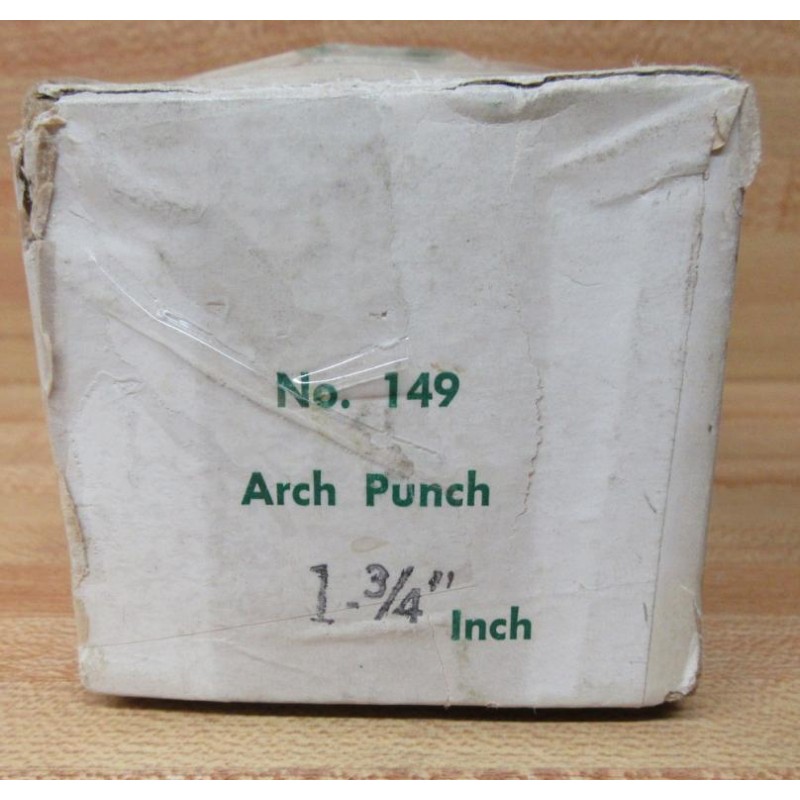 No. 149
Arch Punch
1-3/4" Inch